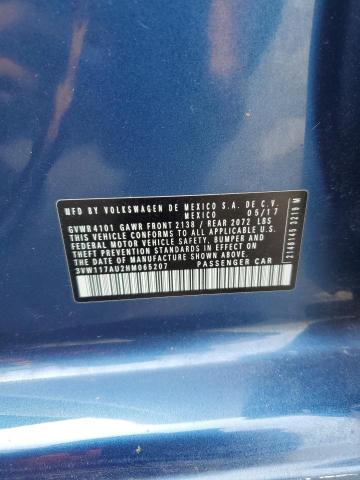 MFD BY VOLKSWAGEN DE MEXICO S.A. DE C.V.
MEXICO 05/17
GVWR 4101 GAWR FRONT 2138 / REAR 2072 LBS
THIS VEHICLE CONFORMS TO ALL APPLICABLE U.S.
FEDERAL MOTOR VEHICLE SAFETY, BUMPER AND
THEFT PREVENTION STANDARDS IN EFFECT ON THE
DATE OF MANUFACTURE SHOWN ABOVE.
3VW117AU2HM065207 PASSENGER CAR
2140145 3219 M